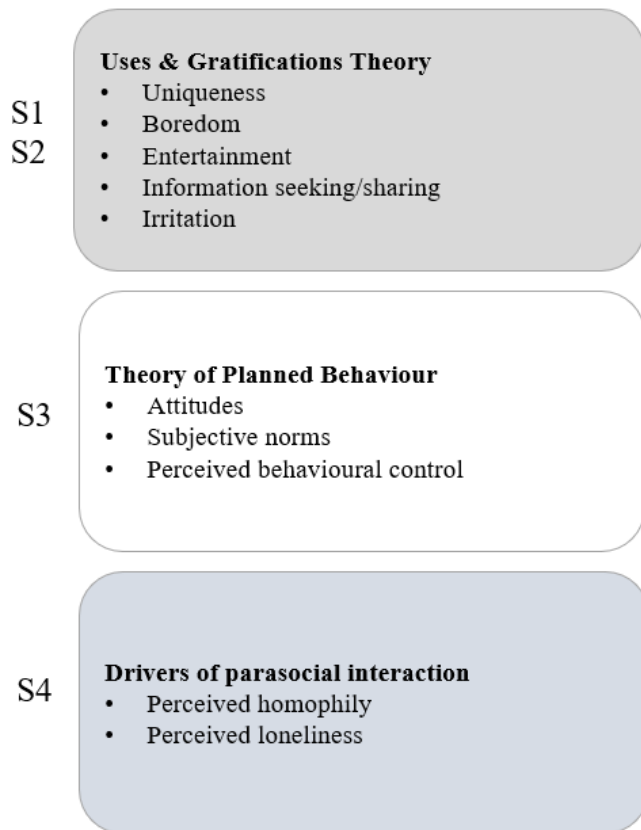 S1
S2
Uses & Gratifications Theory
• Uniqueness
• Boredom
• Entertainment
• Information seeking/sharing
• Irritation
S3
Theory of Planned Behaviour
• Attitudes
• Subjective norms
• Perceived behavioural control
S4
Drivers of parasocial interaction
• Perceived homophily
• Perceived loneliness